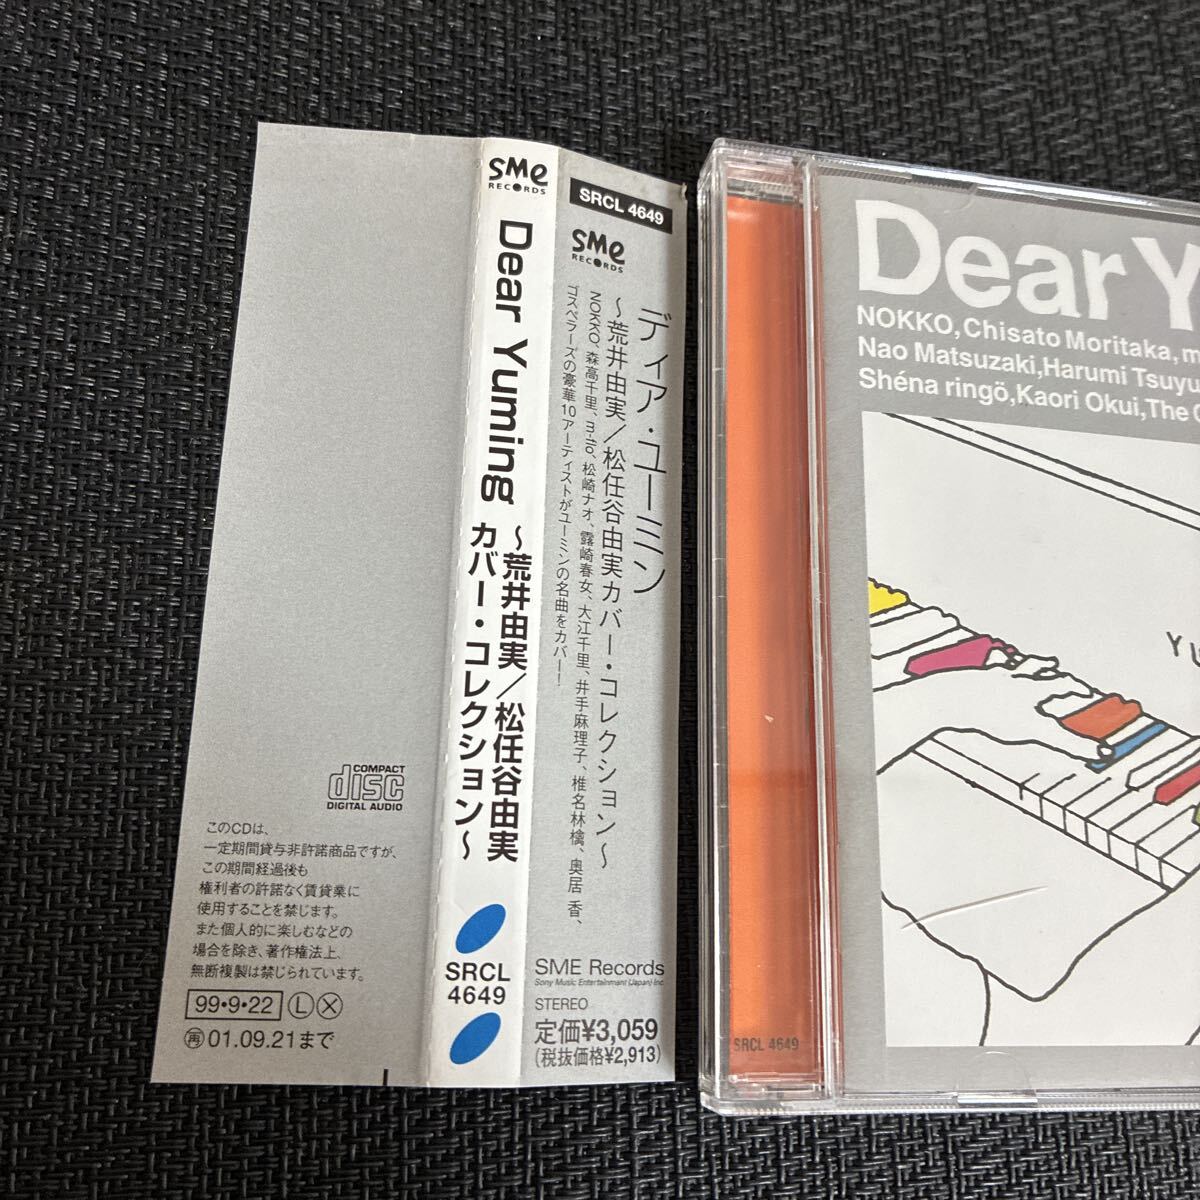 COMPACT
disc
DIGITAL AUDIO
このCDは、
一定期間貸与非許諾商品ですが、
この期間経過後も
権利者の許諾なく賃貸業に
使用することを禁じます。
また個人的に楽しむなどの
場合を除き、著作権法上、
無断複製は禁じられています。
99・9・22 Ⓛ Ⓧ
㊢01.09.21まで
SME
RECORDS
Dear Yuming ～荒井由実/松任谷由実
カバー・コレクション～
SRCL
4649
SRCL 4649
SME
RECORDS
ディア・ユーミン
～荒井由実/松任谷由実カバー・コレクション～
NOKKO、森高千里、m-flo、松崎ナオ、露崎春女、大江千里、井手麻理子、椎名林檎、奥居 香、
ゴスペラーズの豪華10アーティストがユーミンの名曲をカバー!
SME Records
Sony Music Entertainment (Japan) Inc.
STEREO
定価¥3,059
(税抜価格¥2,913)
SRCL 4649
Dear Y
NOKKO,Chisato Moritaka,m
Nao Matsuzaki,Harumi Tsuyu
Shéna ringö,Kaori Okui,The
Y